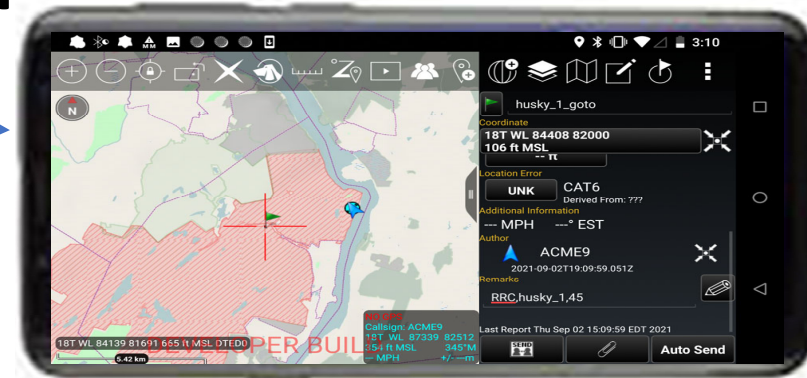 3:10
N
husky_1_goto
Coordinate
18T WL 84408 82000
106 ft MSL
-- ft
Location Error
UNK
CAT6
Derived From: ???
Additional Information
--- MPH ---° EST
Author
ACME9
2021-09-02T19:09:59.051Z
Remarks
RRC,husky_1,45
Last Report Thu Sep 02 15:09:59 EDT 2021
SEND
Auto Send
NO GPS
Callsign: ACME9
18T WL 87339 82512
354 ft MSL 345°M
--- MPH +/- ---m
18T WL 84139 81691 665 ft MSL DTED0
DEVELOPER BUIL
5.42 km